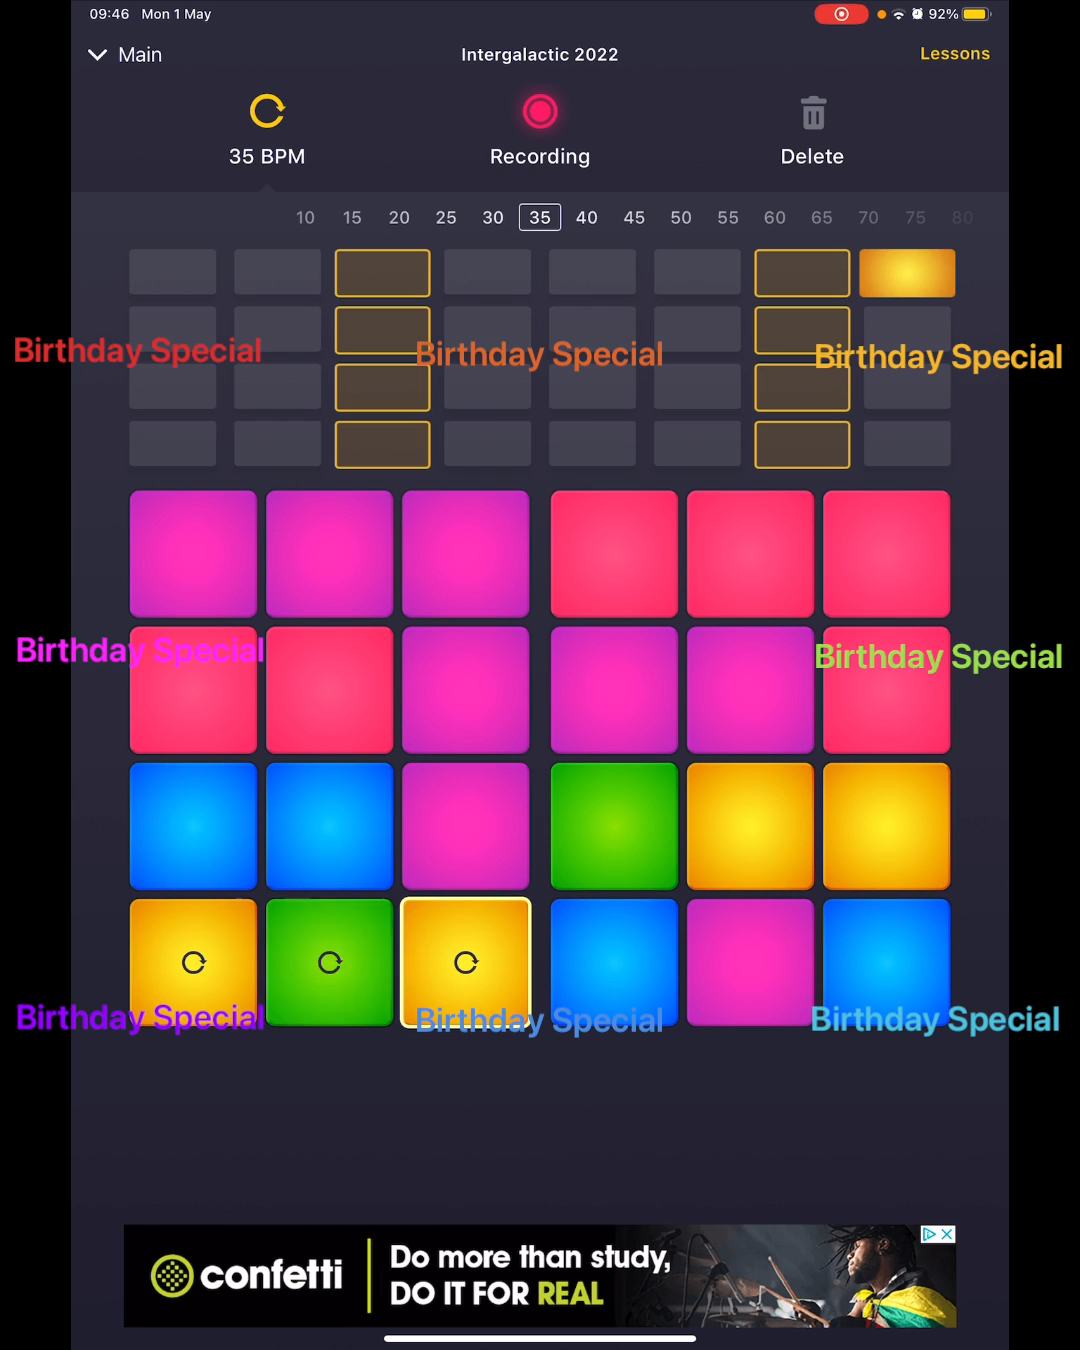 09:46 Mon 1 May
92%
Main
Intergalactic 2022
Lessons
35 BPM
Recording
Delete
10 15 20 25 30 35 40 45 50 55 60 65 70 75 80
Birthday Special
Birthday Special
Birthday Special
Birthday Special
Birthday Special
Birthday Special
Birthday Special
Birthday Special
confetti
Do more than study,
DO IT FOR REAL